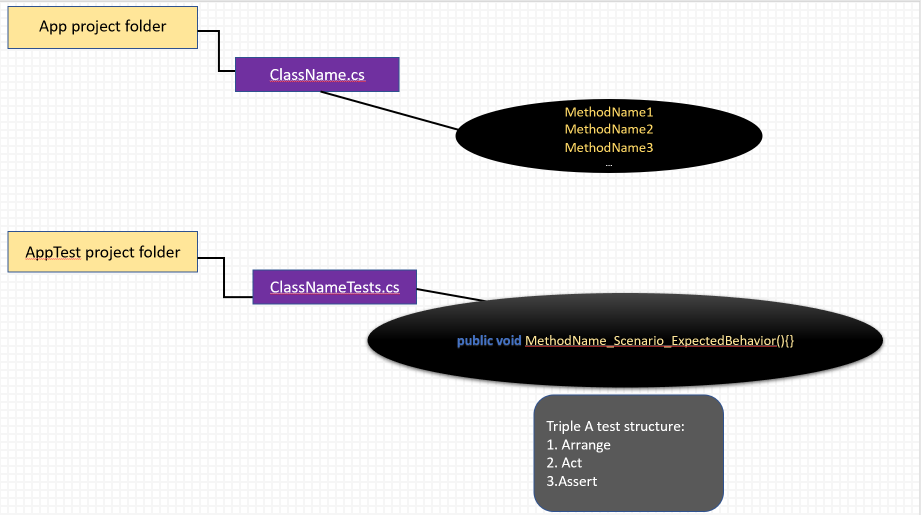 App project folder
ClassName.cs
MethodName1
MethodName2
MethodName3
...
AppTest project folder
ClassNameTests.cs
public void MethodName_Scenario_ExpectedBehavior(){}
Triple A test structure:
1. Arrange
2. Act
3.Assert